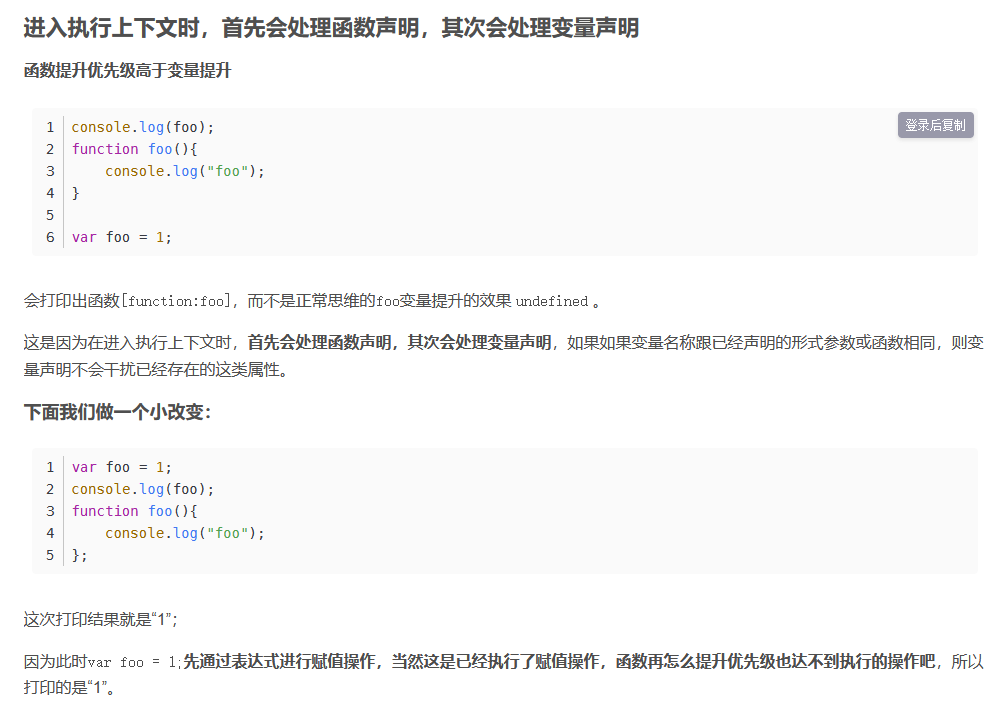 进入执行上下文时，首先会处理函数声明，其次会处理变量声明
函数提升优先级高于变量提升
登录后复制
1 console.log(foo);
2 function foo(){
3     console.log("foo");
4 }
5
6 var foo = 1;
会打印出函数[function:foo]，而不是正常思维的foo变量提升的效果 undefined 。
这是因为在进入执行上下文时，首先会处理函数声明，其次会处理变量声明，如果如果变量名称跟已经声明的形式参数或函数相同，则变
量声明不会干扰已经存在的这类属性。
下面我们做一个小改变：
1 var foo = 1;
2 console.log(foo);
3 function foo(){
4     console.log("foo");
5 };
这次打印结果就是“1”；
因为此时var foo = 1;先通过表达式进行赋值操作，当然这是已经执行了赋值操作，函数再怎么提升优先级也达不到执行的操作吧，所以
打印的是“1”。